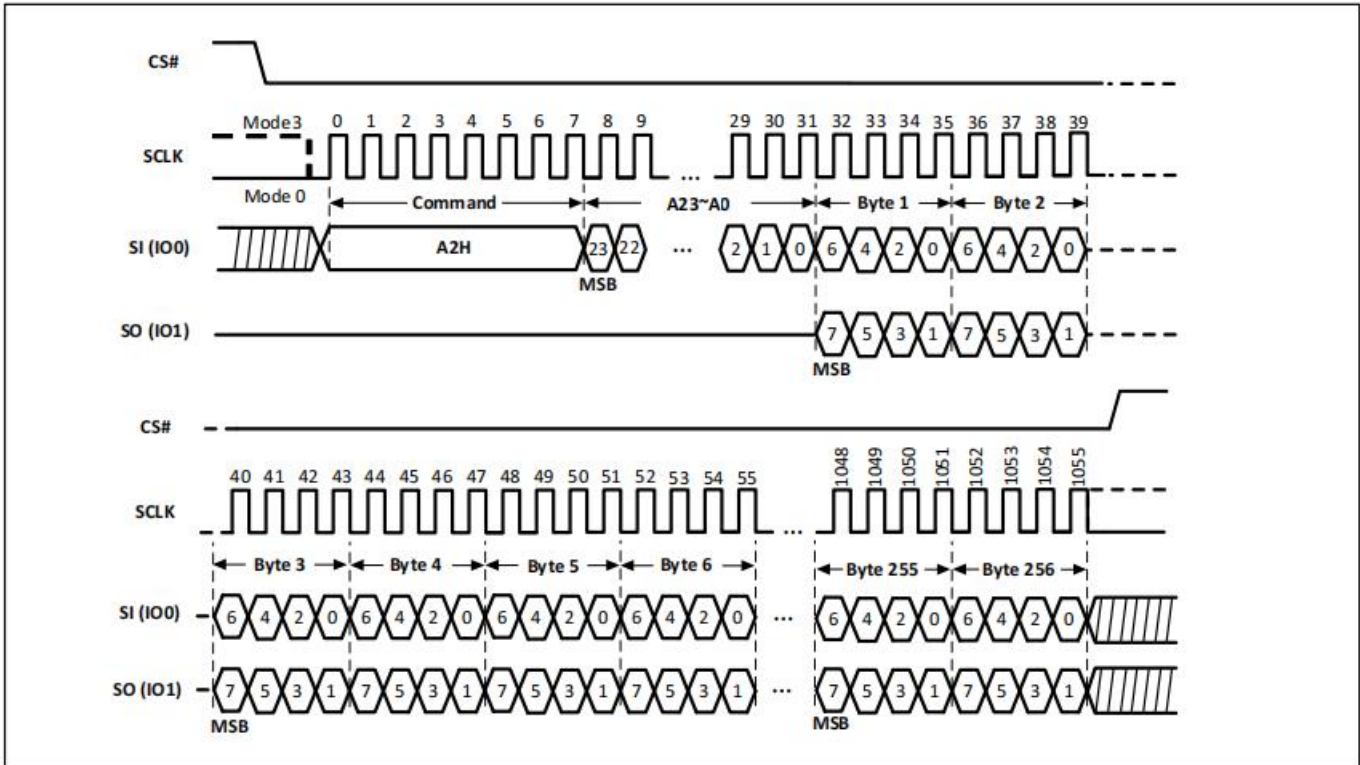 CS#
Mode3 0 1 2 3 4 5 6 7 8 9 29 30 31 32 33 34 35 36 37 38 39
SCLK ...
Mode 0 Command A23~A0 Byte 1 Byte 2
SI (IO0) A2H 23 22 ... 2 1 0 6 4 2 0 6 4 2 0
MSB
SO (IO1) 7 5 3 1 7 5 3 1
MSB
CS#
40 41 42 43 44 45 46 47 48 49 50 51 52 53 54 55 1048 1049 1050 1051 1052 1053 1054 1055
SCLK ...
Byte 3 Byte 4 Byte 5 Byte 6 Byte 255 Byte 256
SI (IO0) 6 4 2 0 6 4 2 0 6 4 2 0 6 4 2 0 ... 6 4 2 0 6 4 2 0
SO (IO1) 7 5 3 1 7 5 3 1 7 5 3 1 7 5 3 1 ... 7 5 3 1 7 5 3 1
MSB MSB